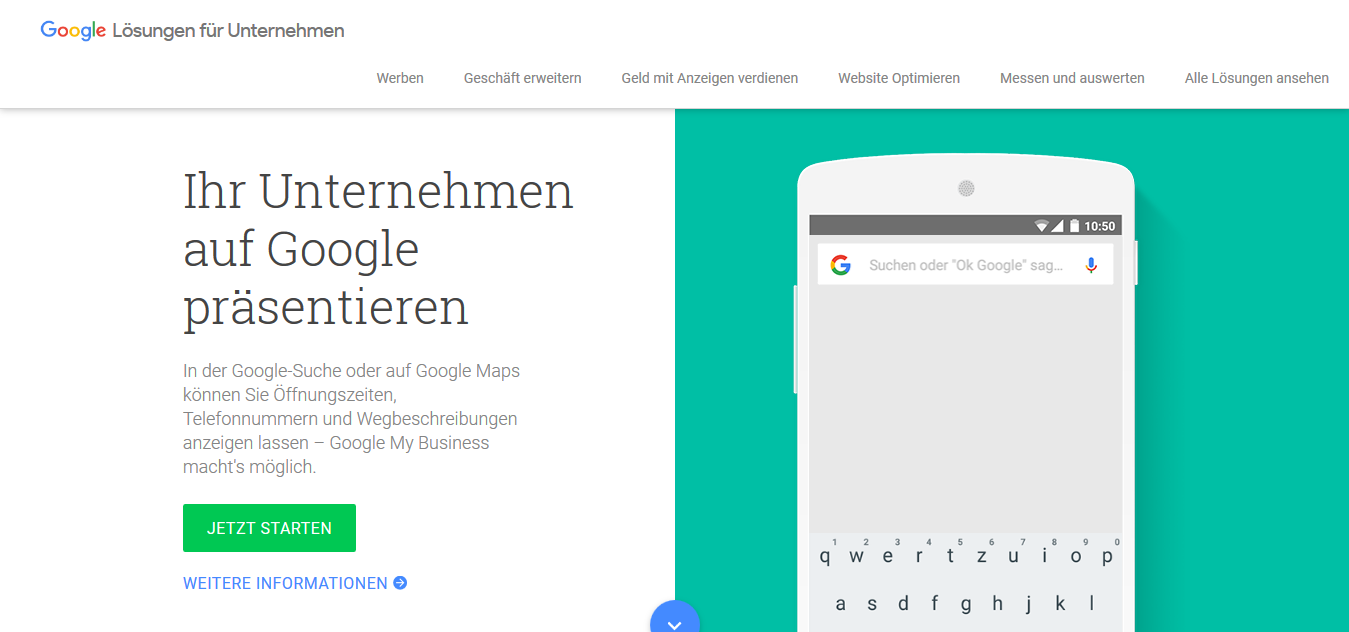 Google Lösungen für Unternehmen
Werben Geschäft erweitern Geld mit Anzeigen verdienen Website Optimieren Messen und auswerten Alle Lösungen ansehen
Ihr Unternehmen
auf Google
präsentieren
In der Google-Suche oder auf Google Maps
können Sie Öffnungszeiten,
Telefonnummern und Wegbeschreibungen
anzeigen lassen – Google My Business
macht's möglich.
JETZT STARTEN
WEITERE INFORMATIONEN
10:50
G Suchen oder "Ok Google" sag...
1 2 3 4 5 6 7 8 9 0
q w e r t z u i o p
a s d f g h j k l